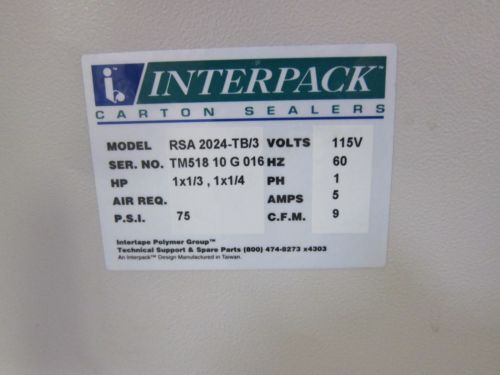 i. INTERPACK™
CARTON SEALERS
MODEL RSA 2024-TB/3 VOLTS 115V
SER. NO. TM518 10 G 016 HZ 60
HP 1x1/3 , 1x1/4 PH 1
AIR REQ. AMPS 5
P.S.I. 75 C.F.M. 9
Intertape Polymer Group™
Technical Support & Spare Parts (800) 474-8273 x4303
An Interpack™ Design Manufactured in Taiwan.